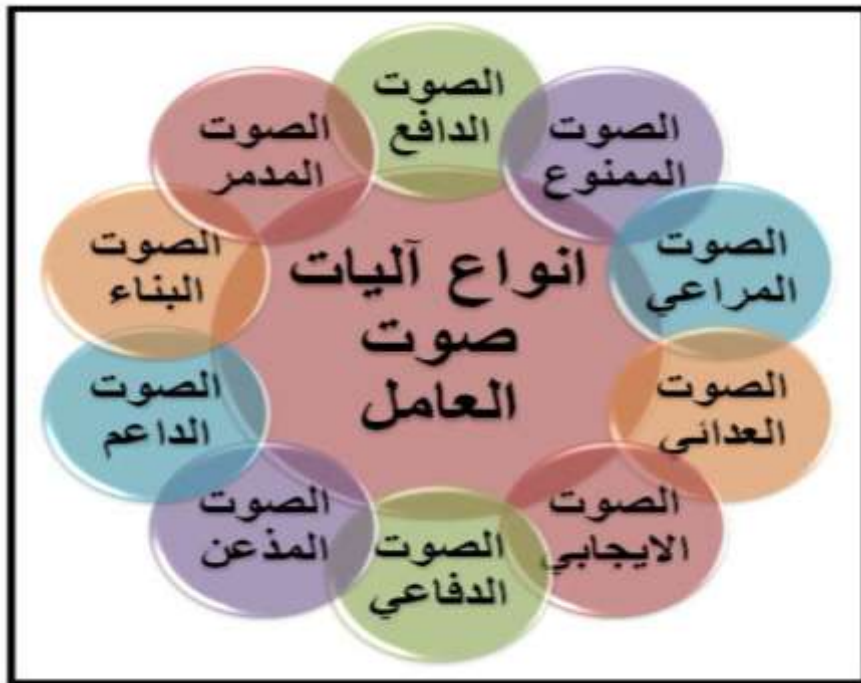 انواع آليات
صوت
العامل
الصوت
الدافع
الصوت
الممنوع
الصوت
المراعي
الصوت
العدائي
الصوت
الايجابي
الصوت
الدفاعي
الصوت
المذعن
الصوت
الداعم
الصوت
البناء
الصوت
المدمر